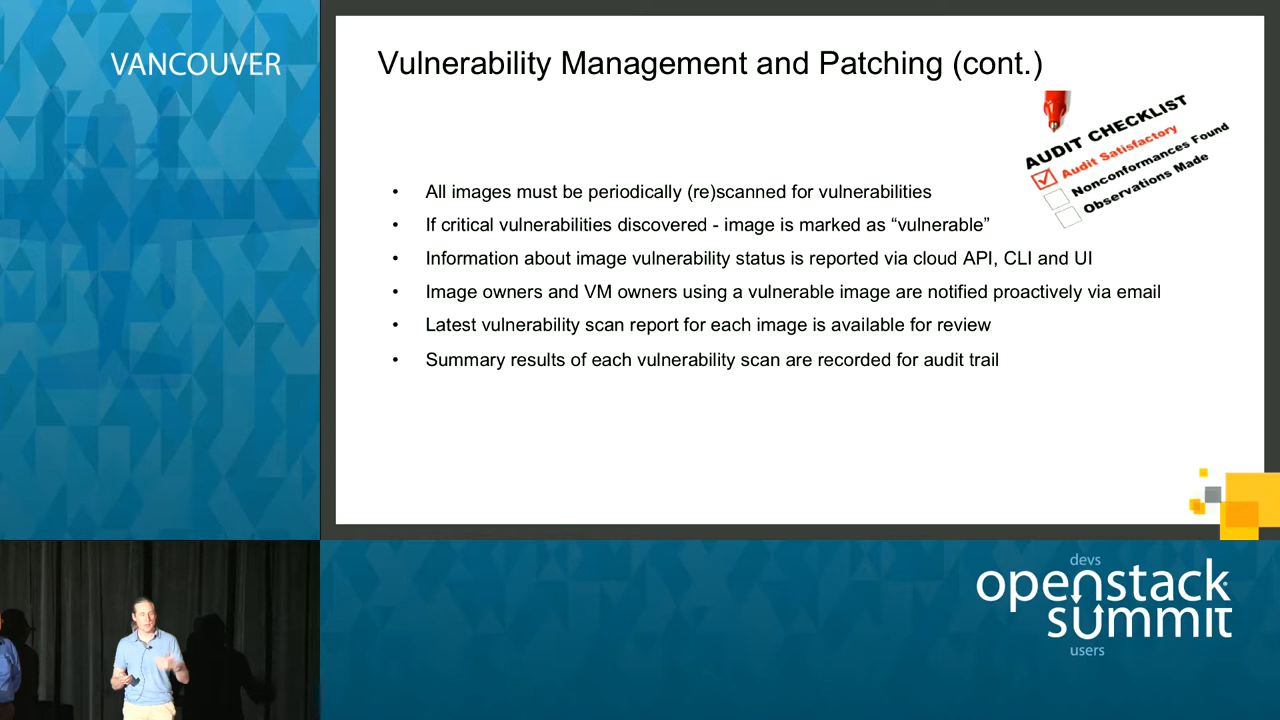 VANCOUVER
Vulnerability Management and Patching (cont.)
AUDIT CHECKLIST
Audit Satisfactory
Nonconformances Found
Observations Made
• All images must be periodically (re)scanned for vulnerabilities
• If critical vulnerabilities discovered - image is marked as “vulnerable”
• Information about image vulnerability status is reported via cloud API, CLI and UI
• Image owners and VM owners using a vulnerable image are notified proactively via email
• Latest vulnerability scan report for each image is available for review
• Summary results of each vulnerability scan are recorded for audit trail
devs
openstack
summit
users